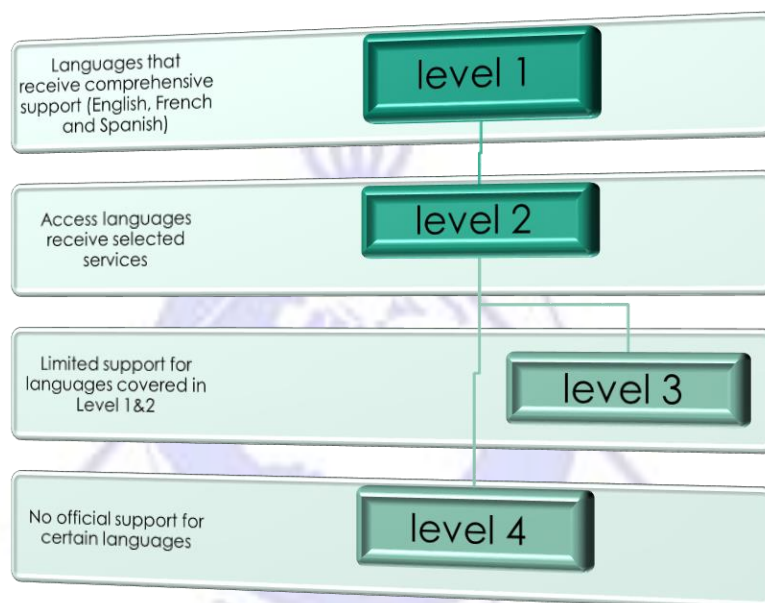 Languages that
receive comprehensive
support (English, French
and Spanish)
level 1
Access languages
receive selected
services
level 2
Limited support for
languages covered in
Level 1&2
level 3
No official support for
certain languages
level 4